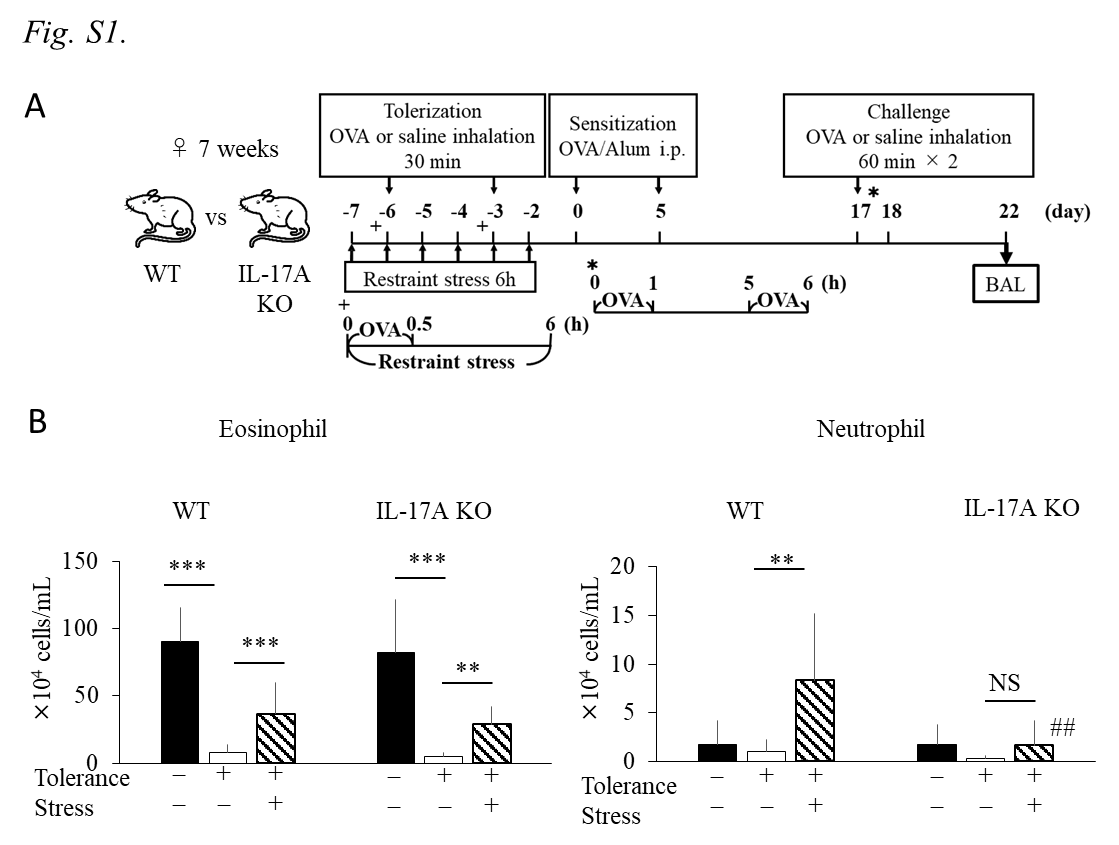 Fig. S1.
A
♀ 7 weeks
WT
vs
IL-17A
KO
Tolerization
OVA or saline inhalation
30 min
Sensitization
OVA/Alum i.p.
Challenge
OVA or saline inhalation
60 min × 2
-7 -6 -5 -4 -3 -2 0 5 17 * 18 22 (day)
+ +
Restraint stress 6h
BAL
+
0 OVA 0.5 6 (h)
Restraint stress
*
0 1 5 6 (h)
OVA OVA
B
Eosinophil
WT IL-17A KO
×10⁴ cells/mL
150
100
50
0
*** ***
*** **
Tolerance – + + – + +
Stress – – + – – +
Neutrophil
WT IL-17A KO
×10⁴ cells/mL
20
15
10
5
0
**
NS
##
Tolerance – + + – + +
Stress – – + – – +